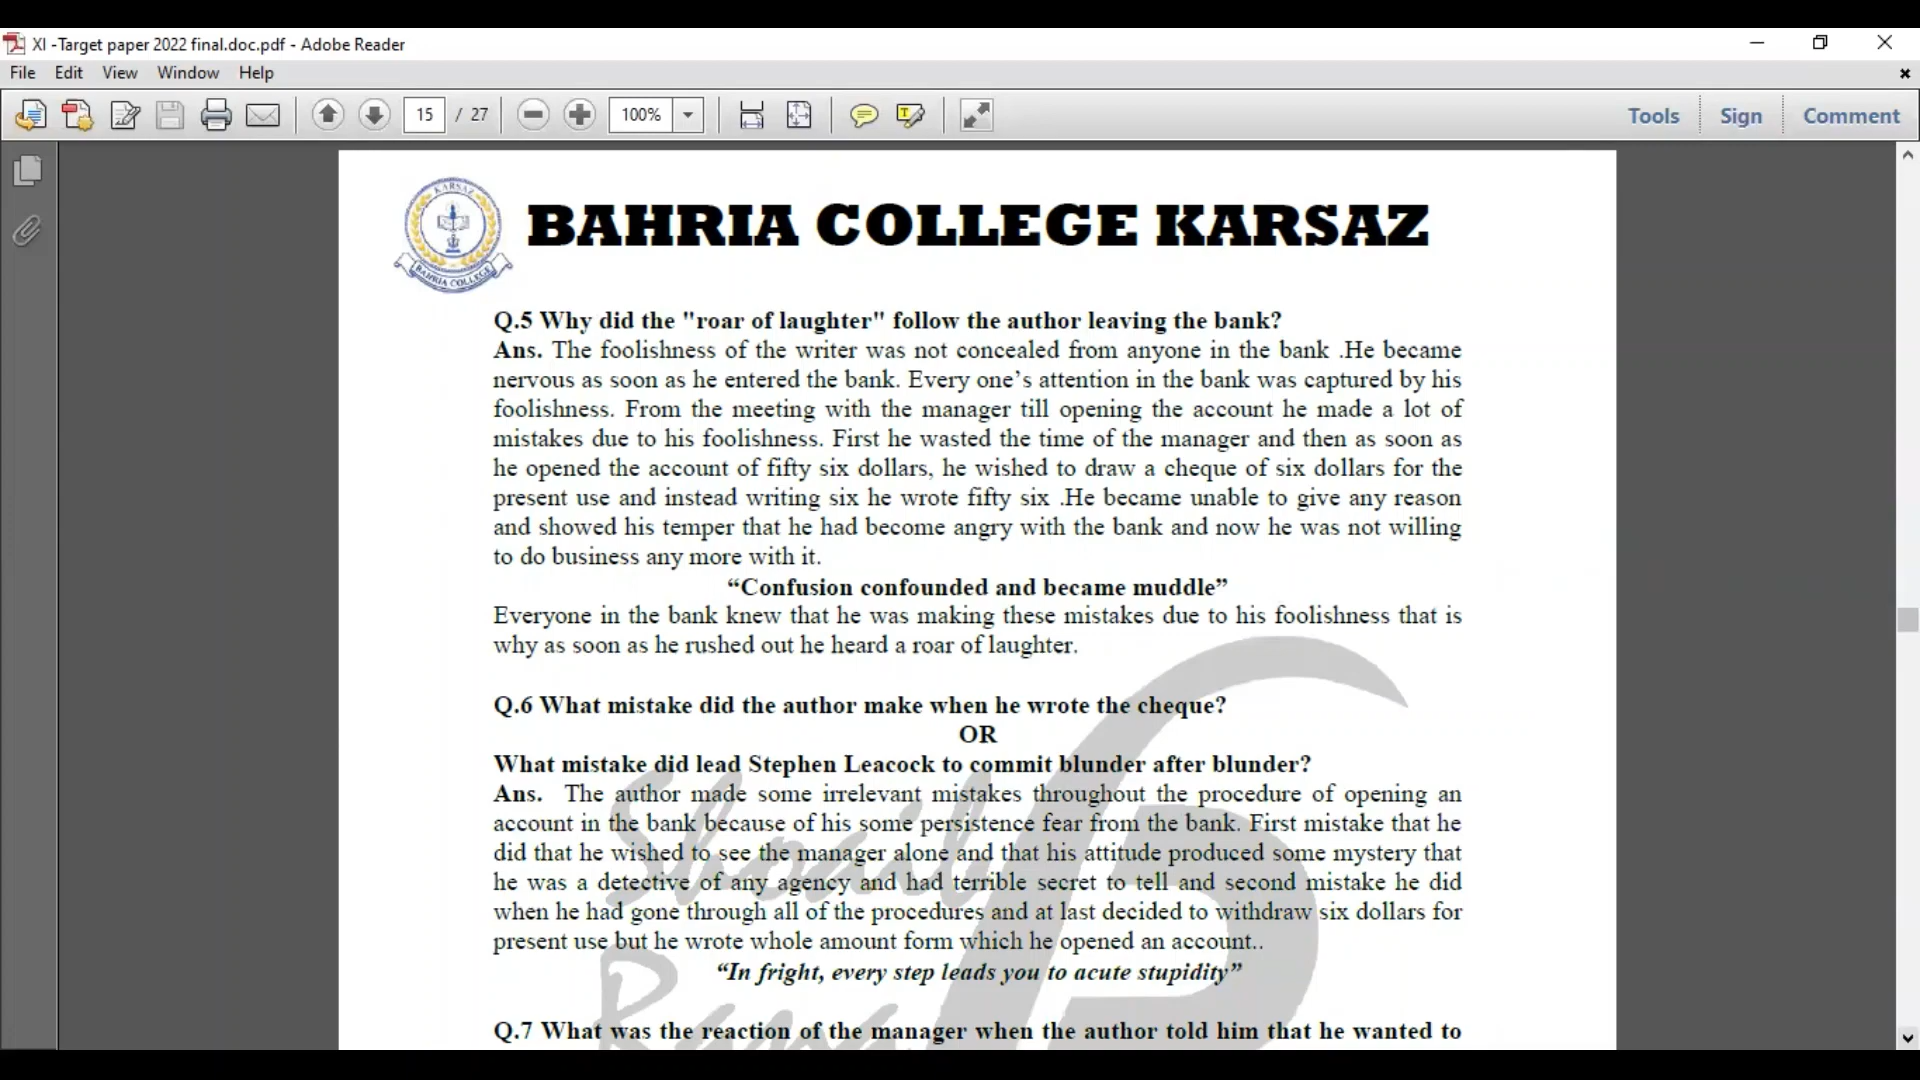 XI -Target paper 2022 final.doc.pdf - Adobe Reader
File Edit View Window Help
15 / 27 100% Tools Sign Comment
KARSAZ
BAHRIA COLLEGE
BAHRIA COLLEGE KARSAZ
Q.5 Why did the "roar of laughter" follow the author leaving the bank?
Ans. The foolishness of the writer was not concealed from anyone in the bank .He became
nervous as soon as he entered the bank. Every one’s attention in the bank was captured by his
foolishness. From the meeting with the manager till opening the account he made a lot of
mistakes due to his foolishness. First he wasted the time of the manager and then as soon as
he opened the account of fifty six dollars, he wished to draw a cheque of six dollars for the
present use and instead writing six he wrote fifty six .He became unable to give any reason
and showed his temper that he had become angry with the bank and now he was not willing
to do business any more with it.
“Confusion confounded and became muddle”
Everyone in the bank knew that he was making these mistakes due to his foolishness that is
why as soon as he rushed out he heard a roar of laughter.
Q.6 What mistake did the author make when he wrote the cheque?
OR
What mistake did lead Stephen Leacock to commit blunder after blunder?
Ans. The author made some irrelevant mistakes throughout the procedure of opening an
account in the bank because of his some persistence fear from the bank. First mistake that he
did that he wished to see the manager alone and that his attitude produced some mystery that
he was a detective of any agency and had terrible secret to tell and second mistake he did
when he had gone through all of the procedures and at last decided to withdraw six dollars for
present use but he wrote whole amount form which he opened an account..
“In fright, every step leads you to acute stupidity”
Q.7 What was the reaction of the manager when the author told him that he wanted to